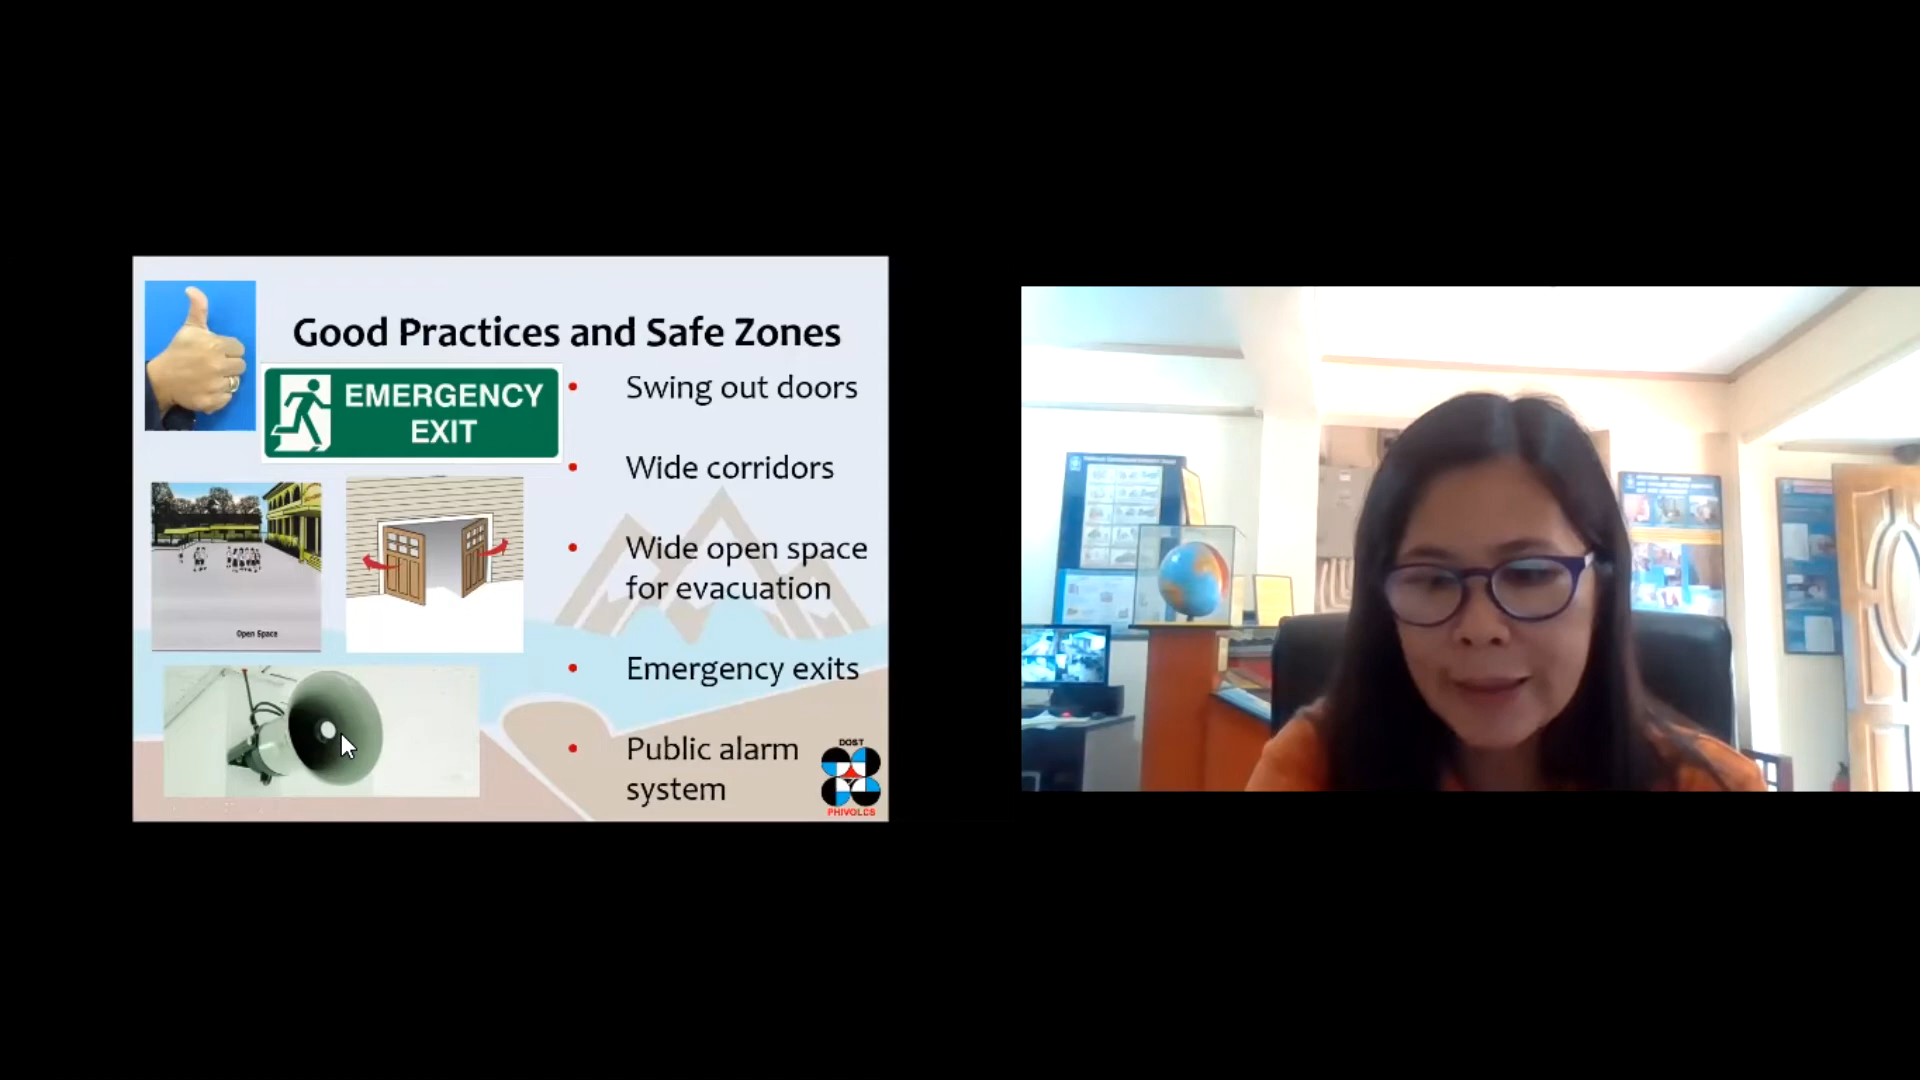 Good Practices and Safe Zones
EMERGENCY
EXIT
• Swing out doors
• Wide corridors
• Wide open space
for evacuation
• Emergency exits
• Public alarm
system
Open Space
DOST
PHIVOLCS